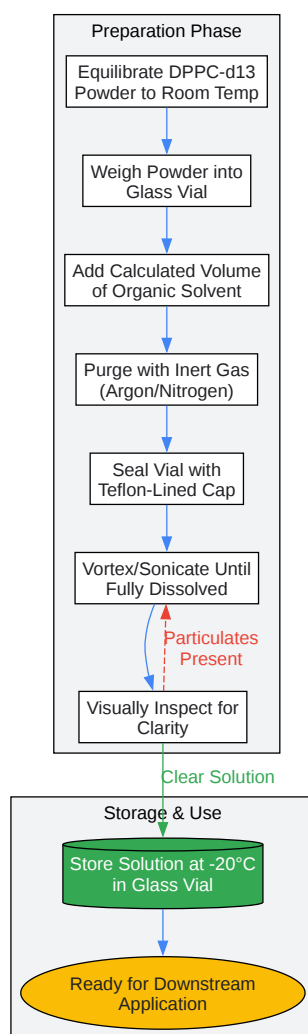 Preparation Phase
Equilibrate DPPC-d13
Powder to Room Temp
Weigh Powder into
Glass Vial
Add Calculated Volume
of Organic Solvent
Purge with Inert Gas
(Argon/Nitrogen)
Seal Vial with
Teflon-Lined Cap
Vortex/Sonicate Until
Fully Dissolved
Particulates
Present
Visually Inspect for
Clarity
Clear Solution
Storage & Use
Store Solution at -20°C
in Glass Vial
Ready for Downstream
Application